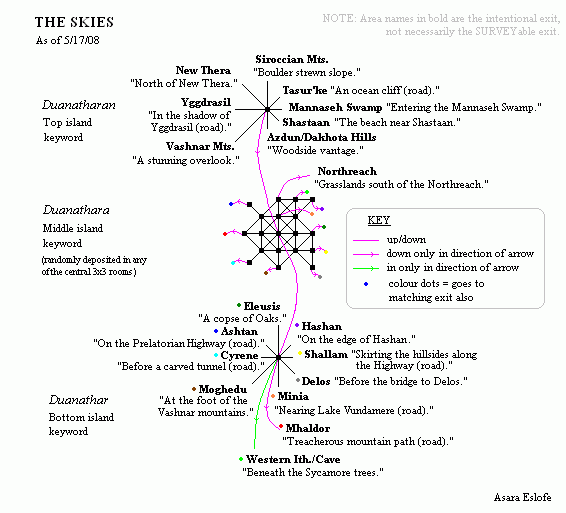 THE SKIES
As of 5/17/08
NOTE: Area names in bold are the intentional exit,
not necessarily the SURVEYable exit.
Siroccian Mts.
"Boulder strewn slope."
New Thera
"North of New Thera."
Tasur'ke "An ocean cliff (road)."
Duanatharan
Top island
keyword
Yggdrasil
"In the shadow of
Yggdrasil (road)."
Mannaseh Swamp "Entering the Mannaseh Swamp."
Shastaan "The beach near Shastaan."
Vashnar Mts.
"A stunning overlook."
Azdun/Dakhota Hills
"Woodside vantage."
Northreach
"Grasslands south of the Northreach."
Duanathara
Middle island
keyword
(randomly deposited in any
of the central 3x3 rooms)
KEY
up/down
down only in direction of arrow
in only in direction of arrow
colour dots = goes to
matching exit also
Eleusis
"A copse of Oaks."
Ashtan
"On the Prelatorian Highway (road)."
Hashan
"On the edge of Hashan."
Cyrene
"Before a carved tunnel (road)."
Shallam "Skirting the hillsides along
the Highway (road)."
Delos "Before the bridge to Delos."
Moghedu
"At the foot of the
Vashnar mountains."
Minia
"Nearing Lake Vundamere (road)."
Duanathar
Bottom island
keyword
Mhaldor
"Treacherous mountain path (road)."
Western Ith./Cave
"Beneath the Sycamore trees."
Asara Eslofe